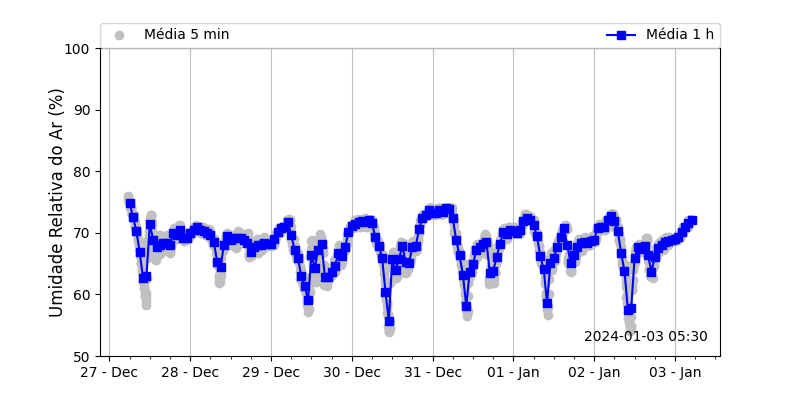 Média 5 min
Média 1 h
100
90
80
70
60
50
Umidade Relativa do Ar (%)
2024-01-03 05:30
27 - Dec
28 - Dec
29 - Dec
30 - Dec
31 - Dec
01 - Jan
02 - Jan
03 - Jan